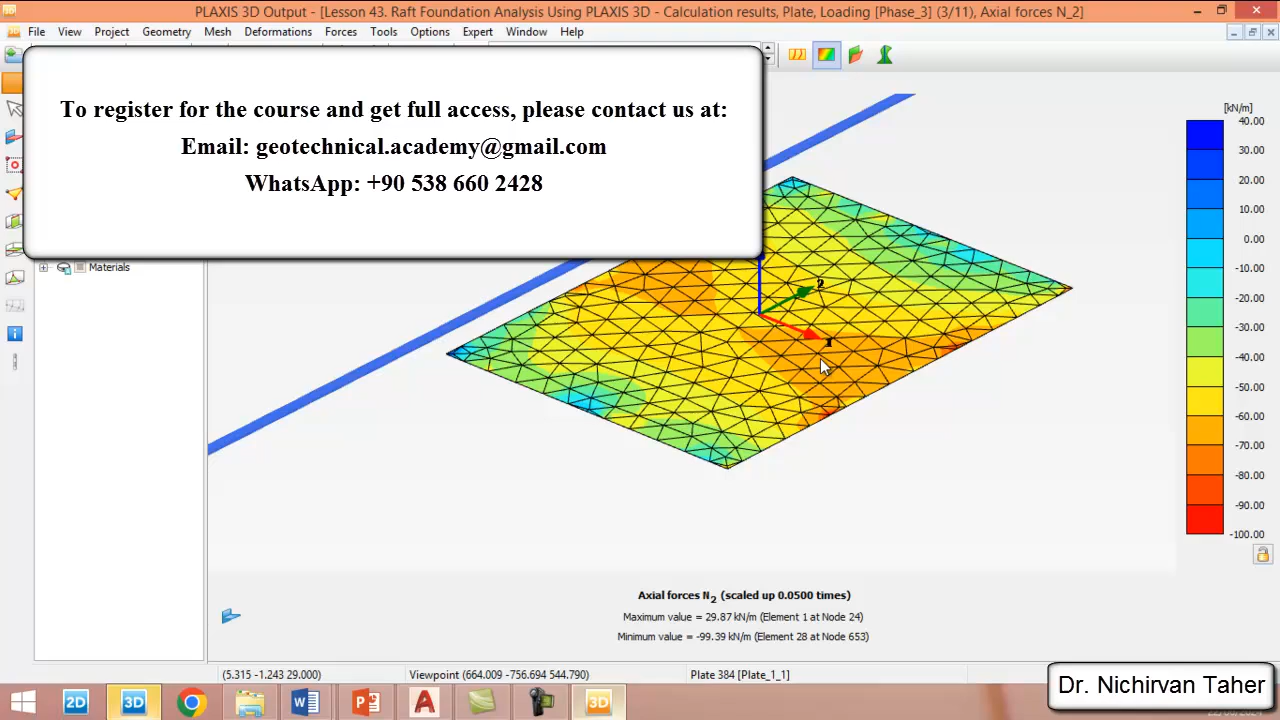 PLAXIS 3D Output - [Lesson 43. Raft Foundation Analysis Using PLAXIS 3D - Calculation results, Plate, Loading [Phase_3] (3/11), Axial forces N_2]
File View Project Geometry Mesh Deformations Forces Tools Options Expert Window Help
To register for the course and get full access, please contact us at:
Email: geotechnical.academy@gmail.com
WhatsApp: +90 538 660 2428
Materials
2
1
[kN/m]
40.00
30.00
20.00
10.00
0.00
-10.00
-20.00
-30.00
-40.00
-50.00
-60.00
-70.00
-80.00
-90.00
-100.00
Axial forces N2 (scaled up 0.0500 times)
Maximum value = 29.87 kN/m (Element 1 at Node 24)
Minimum value = -99.39 kN/m (Element 28 at Node 653)
(5.315 -1.243 29.000) Viewpoint (664.009 -756.694 544.790) Plate 384 [Plate_1_1]
Dr. Nichirvan Taher
2D 3D 3D